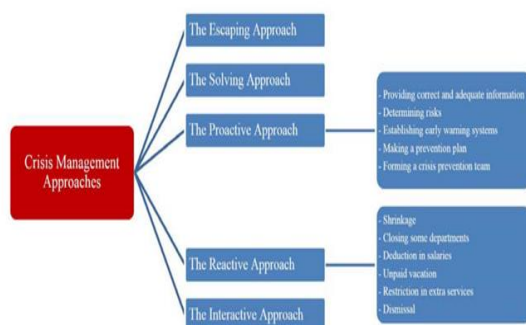 The Escaping Approach
The Solving Approach
The Proactive Approach
- Providing correct and adequate information
- Determining risks
- Establishing early warning systems
- Making a prevention plan
- Forming a crisis prevention team
Crisis Management
Approaches
The Reactive Approach
- Shrinkage
- Closing some departments
- Deduction in salaries
- Unpaid vacation
- Restriction in extra services
- Dismissal
The Interactive Approach